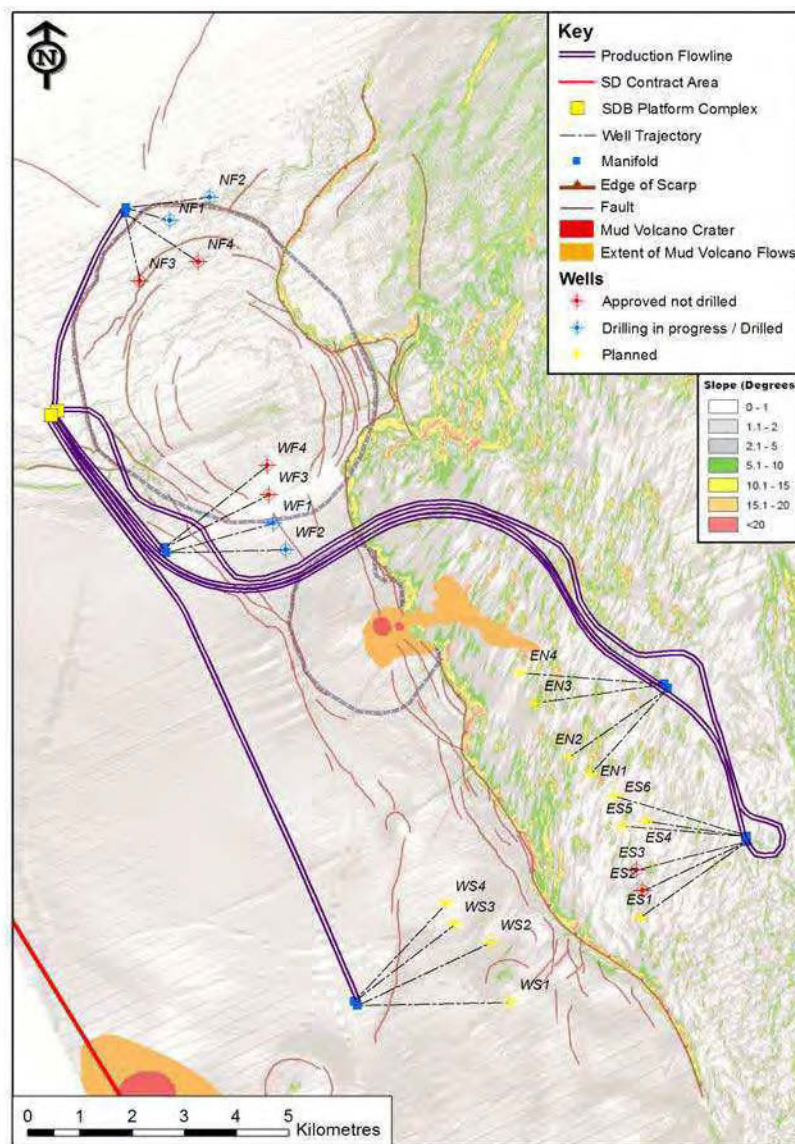 N
Key
Production Flowline
SD Contract Area
SDB Platform Complex
Well Trajectory
Manifold
Edge of Scarp
Fault
Mud Volcano Crater
Extent of Mud Volcano Flows
Wells
Approved not drilled
Drilling in progress / Drilled
Planned
Slope (Degrees
0 - 1
1.1 - 2
2.1 - 5
5.1 - 10
10.1 - 15
15.1 - 20
<20
NF2
NF1
NF4
NF3
WF4
WF3
WF1
WF2
EN4
EN3
EN2
EN1
ES6
ES5
ES4
ES3
ES2
ES1
WS4
WS3
WS2
WS1
0 1 2 3 4 5
Kilometres